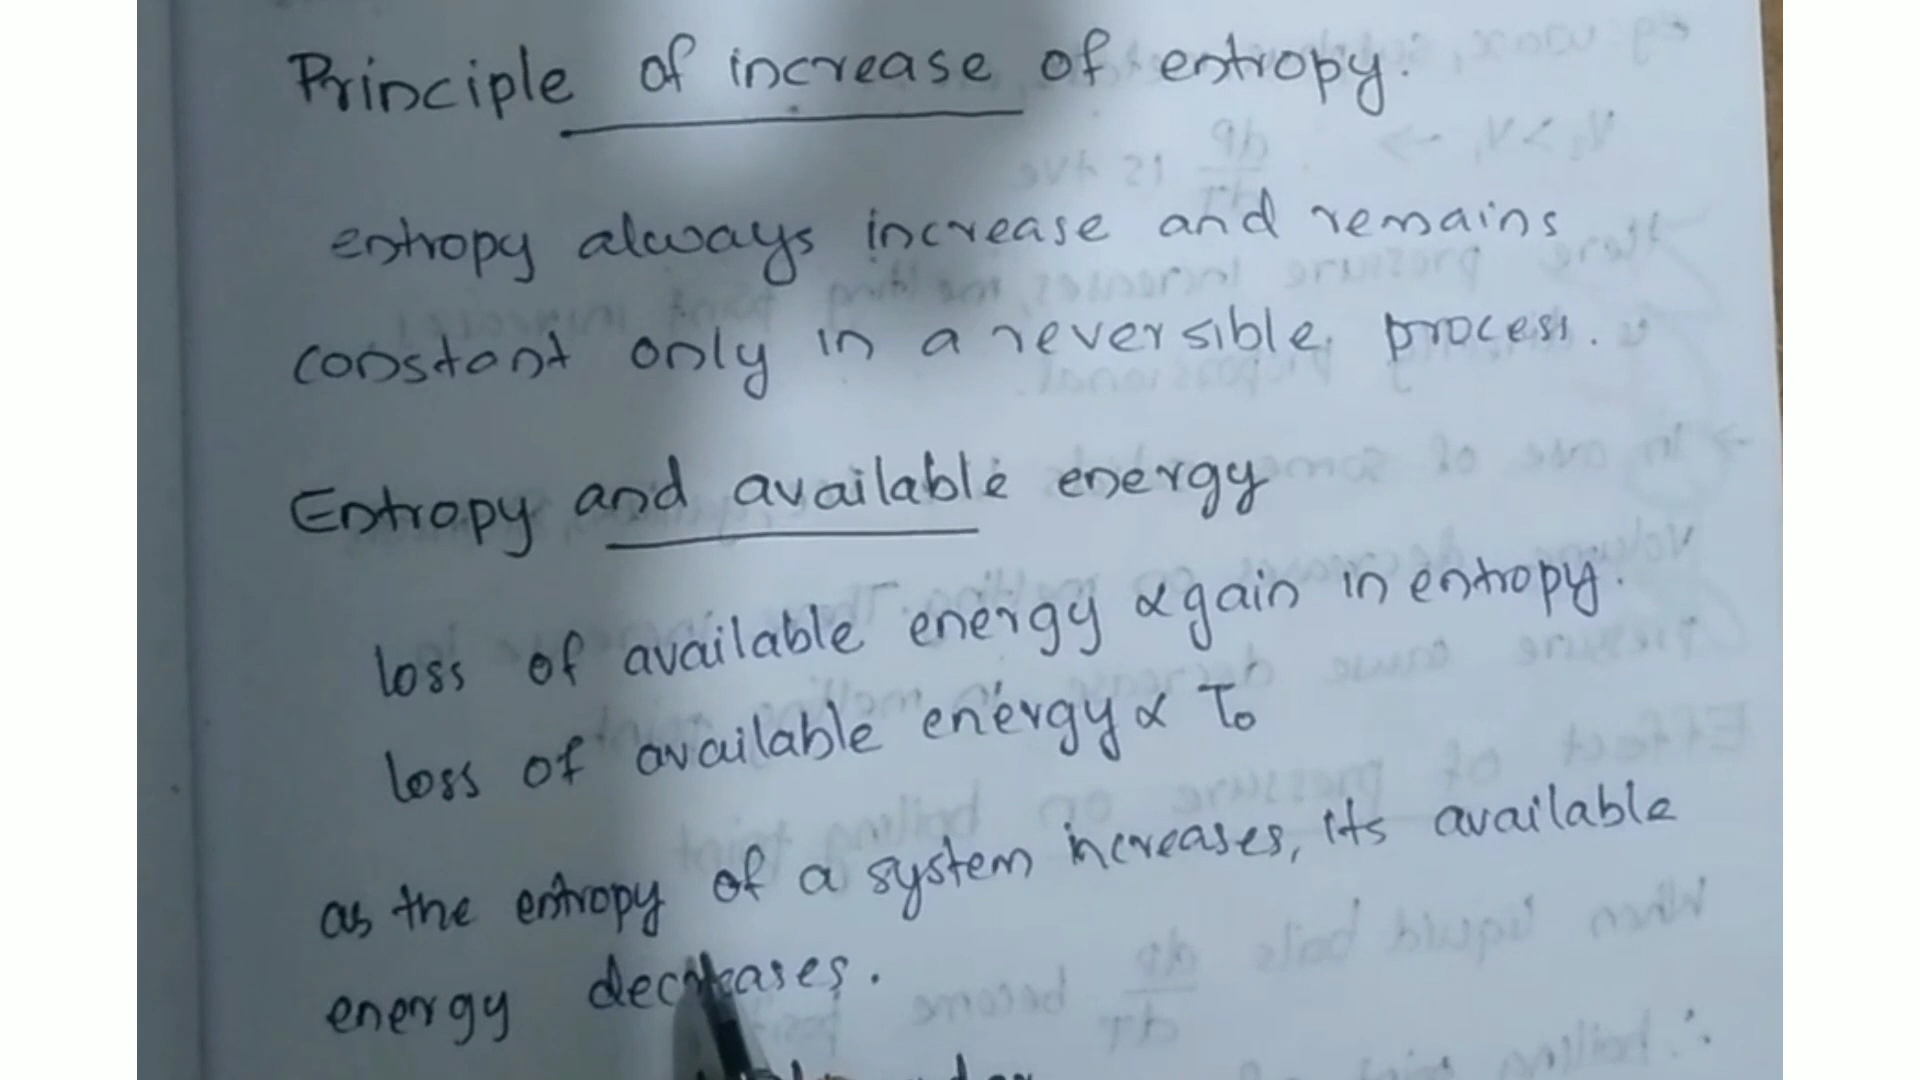 Principle of increase of entropy.
entropy always increase and remains
constant only in a reversible process.
Entropy and available energy
loss of available energy ∝ gain in entropy.
loss of available energy ∝ T₀
as the entropy of a system increases, its available
energy decreases.